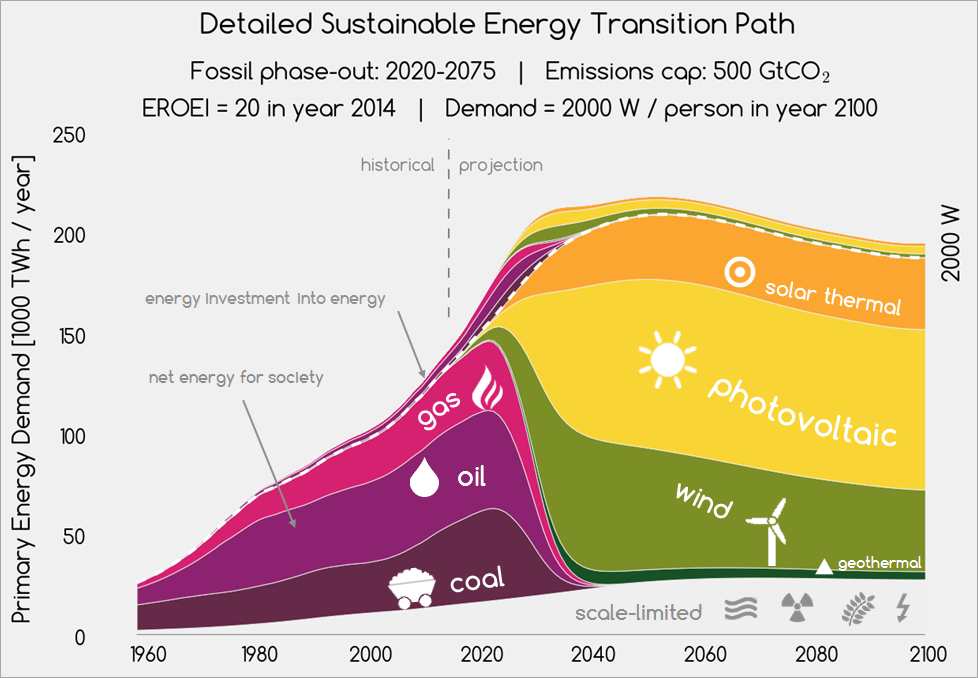 Detailed Sustainable Energy Transition Path
Fossil phase-out: 2020-2075 | Emissions cap: 500 GtCO₂
EROEI = 20 in year 2014 | Demand = 2000 W / person in year 2100
Primary Energy Demand [1000 TWh / year]
250
200
150
100
50
0
historical
projection
2000 W
energy investment into energy
net energy for society
solar thermal
photovoltaic
gas
oil
wind
geothermal
coal
scale-limited
1960 1980 2000 2020 2040 2060 2080 2100